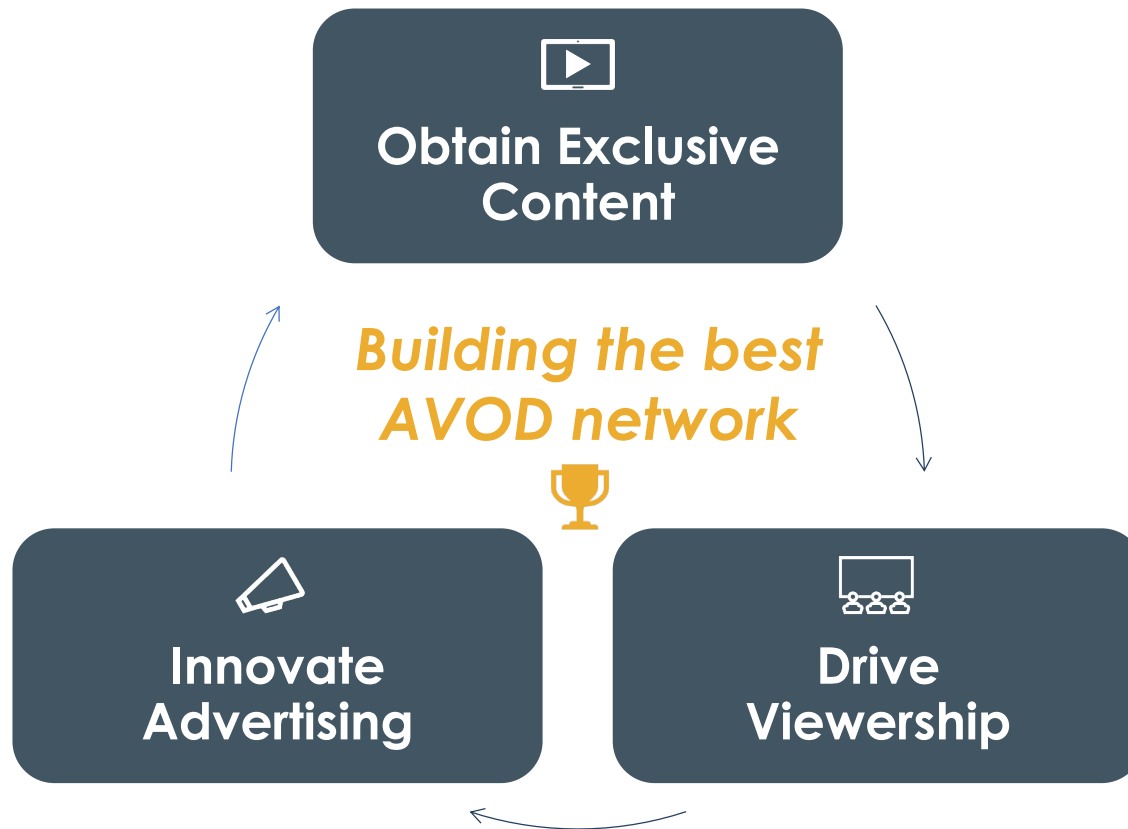 Obtain Exclusive
Content
Building the best
AVOD network
Innovate
Advertising
Drive
Viewership